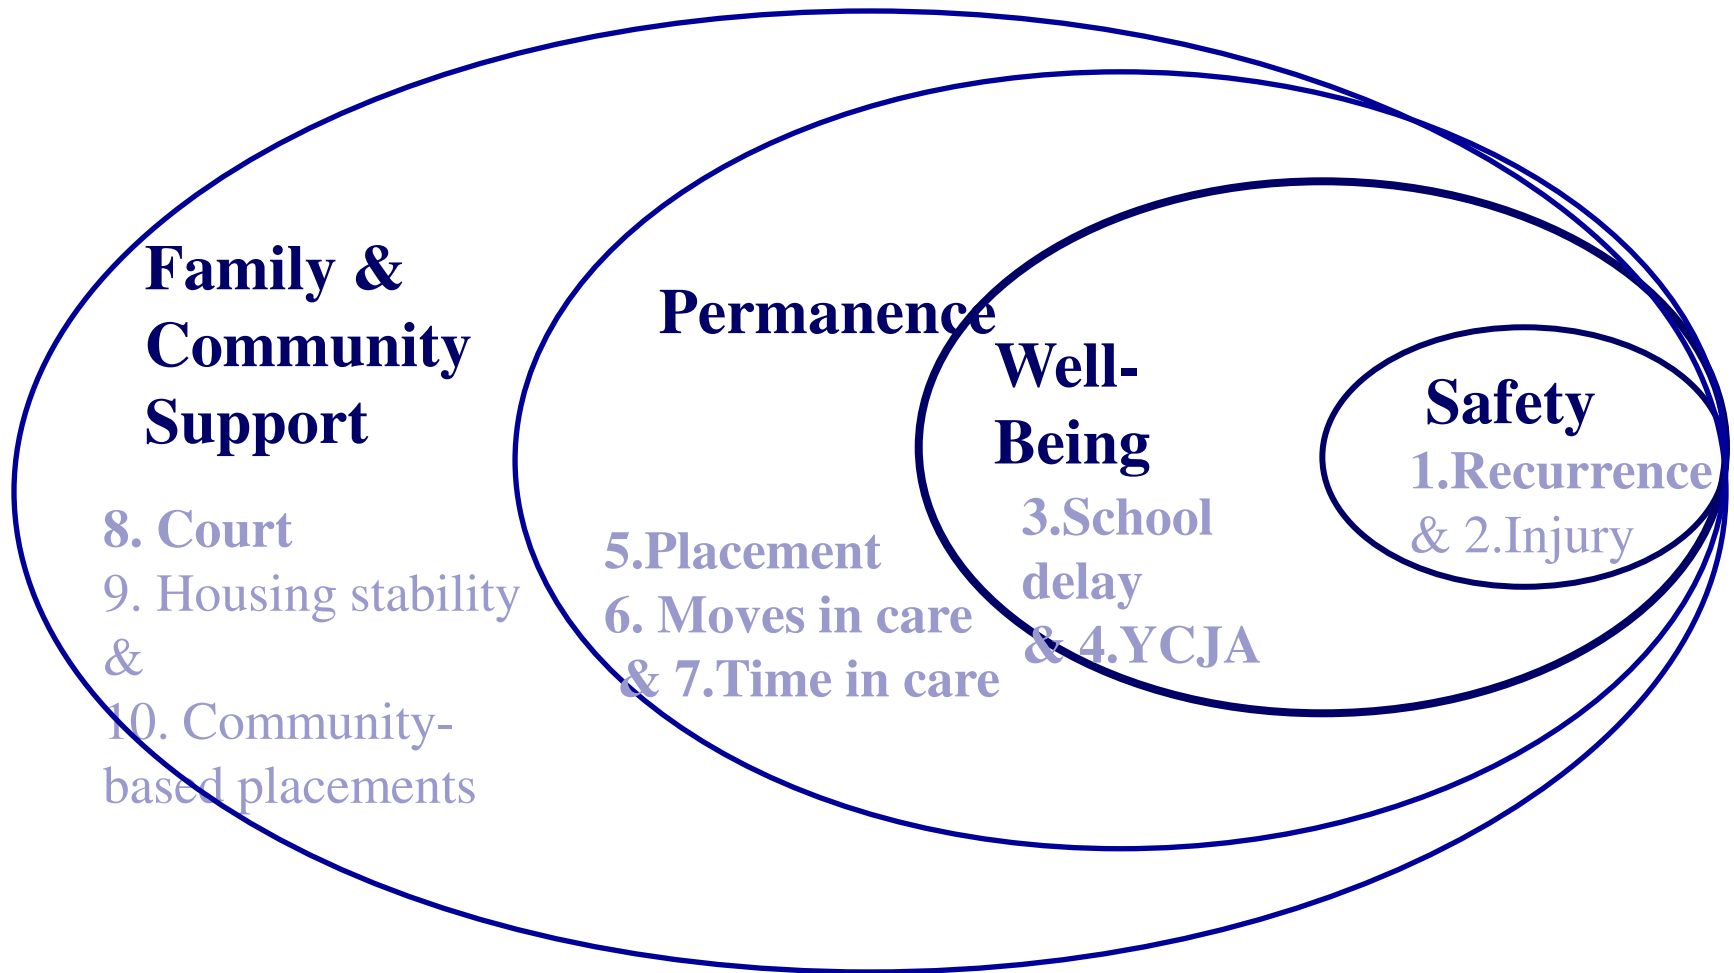 Family &
Community
Support
8. Court
9. Housing stability
&
10. Community-
based placements
Permanence
5.Placement
6. Moves in care
& 7.Time in care
Well-
Being
3.School
delay
& 4.YCJA
Safety
1.Recurrence
& 2.Injury